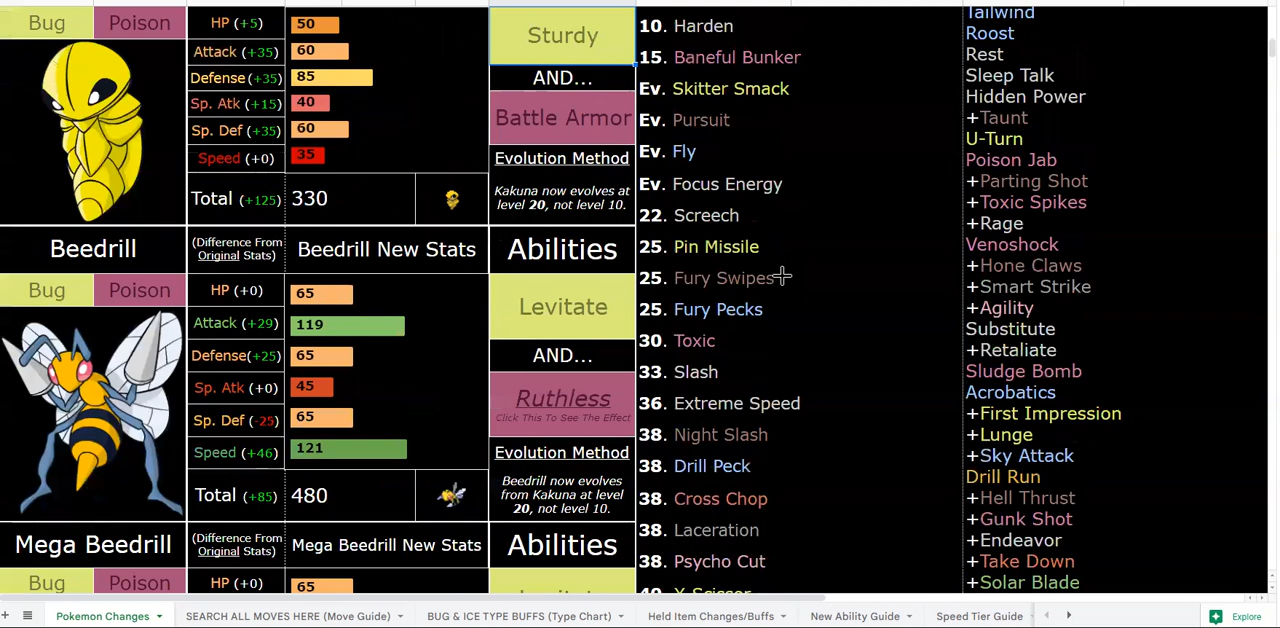 Bug Poison
HP (+5) 50
Attack (+35) 60
Defense (+35) 85
Sp. Atk (+15) 40
Sp. Def (+35) 60
Speed (+0) 35
Total (+125) 330
Sturdy
AND...
Battle Armor
Evolution Method
Kakuna now evolves at
level 20, not level 10.
Beedrill
(Difference From
Original Stats)
Beedrill New Stats
Abilities
Bug Poison
HP (+0) 65
Attack (+29) 119
Defense(+25) 65
Sp. Atk (+0) 45
Sp. Def (-25) 65
Speed (+46) 121
Total (+85) 480
Levitate
AND...
Ruthless
Click This To See The Effect
Evolution Method
Beedrill now evolves
from Kakuna at level
20, not level 10.
Mega Beedrill
(Difference From
Original Stats)
Mega Beedrill New Stats
Abilities
Bug Poison
HP (+0) 65
10. Harden
15. Baneful Bunker
Ev. Skitter Smack
Ev. Pursuit
Ev. Fly
Ev. Focus Energy
22. Screech
25. Pin Missile
25. Fury Swipes
25. Fury Pecks
30. Toxic
33. Slash
36. Extreme Speed
38. Night Slash
38. Drill Peck
38. Cross Chop
38. Laceration
38. Psycho Cut
40. X-Scissor
Tailwind
Roost
Rest
Sleep Talk
Hidden Power
+Taunt
U-Turn
Poison Jab
+Parting Shot
+Toxic Spikes
+Rage
Venoshock
+Hone Claws
+Smart Strike
+Agility
Substitute
+Retaliate
Sludge Bomb
Acrobatics
+First Impression
+Lunge
+Sky Attack
Drill Run
+Hell Thrust
+Gunk Shot
+Endeavor
+Take Down
+Solar Blade
Pokemon Changes SEARCH ALL MOVES HERE (Move Guide) BUG & ICE TYPE BUFFS (Type Chart) Held Item Changes/Buffs New Ability Guide Speed Tier Guide Explore